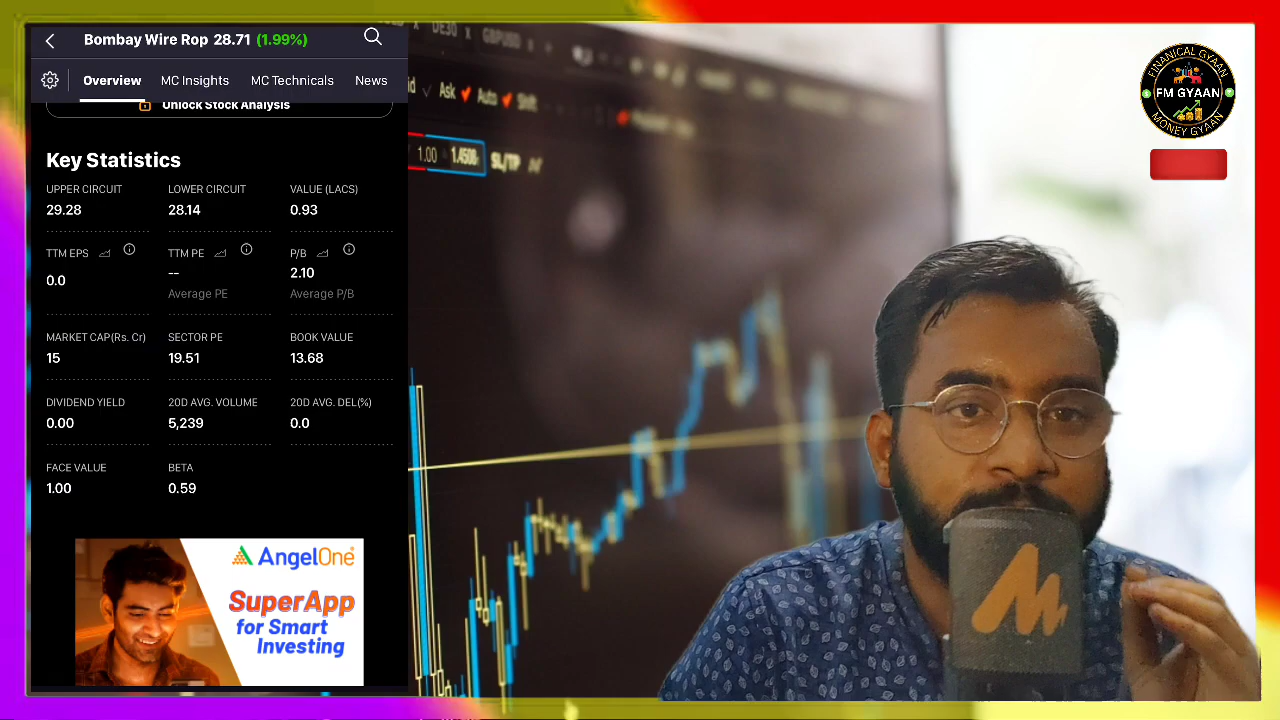 Bombay Wire Rop 28.71 (1.99%)
Overview MC Insights MC Technicals News
Unlock Stock Analysis
Key Statistics
UPPER CIRCUIT LOWER CIRCUIT VALUE (LACS)
29.28 28.14 0.93
TTM EPS TTM PE P/B
0.0 -- 2.10
Average PE Average P/B
MARKET CAP(Rs. Cr) SECTOR PE BOOK VALUE
15 19.51 13.68
DIVIDEND YIELD 20D AVG. VOLUME 20D AVG. DEL(%)
0.00 5,239 0.0
FACE VALUE BETA
1.00 0.59
AngelOne
SuperApp
for Smart
Investing
DE30 x GBPUSD
Ask Auto Shift
1.00 1.4508 SL/TP
FINANICAL GYAAN
FM GYAAN
MONEY GYAAN